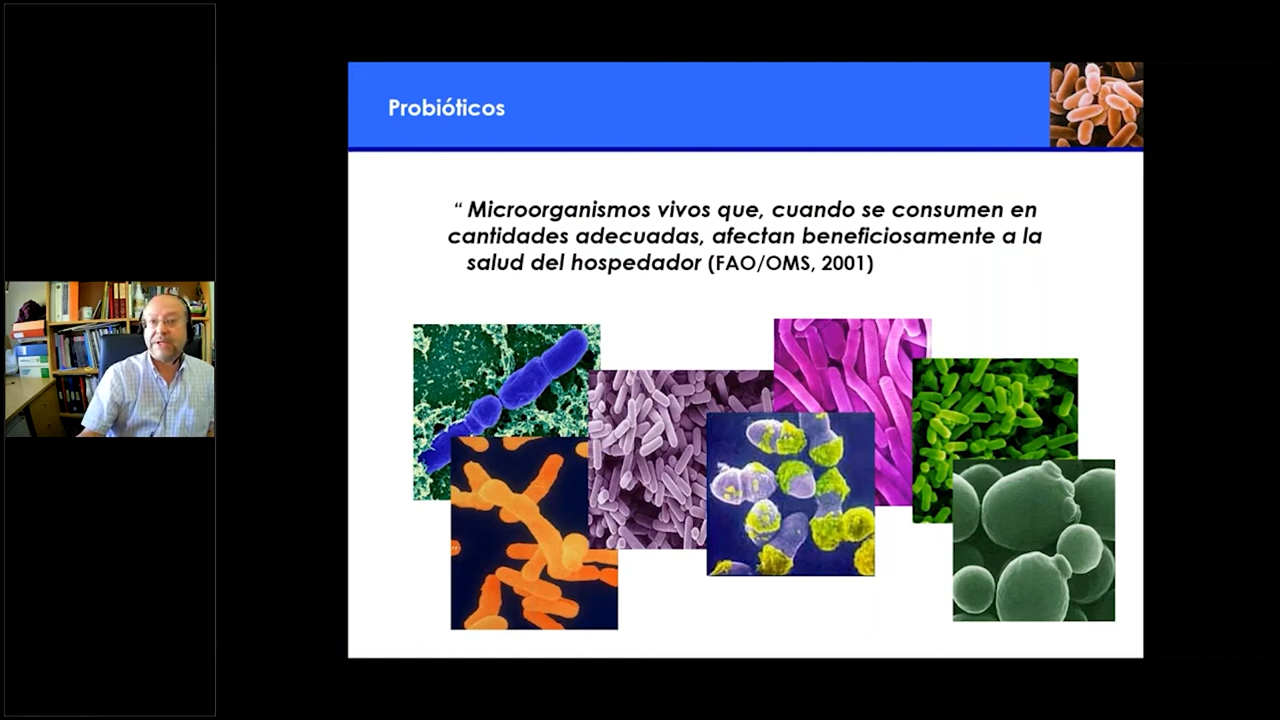 Probióticos
“ Microorganismos vivos que, cuando se consumen en
cantidades adecuadas, afectan beneficiosamente a la
salud del hospedador (FAO/OMS, 2001)